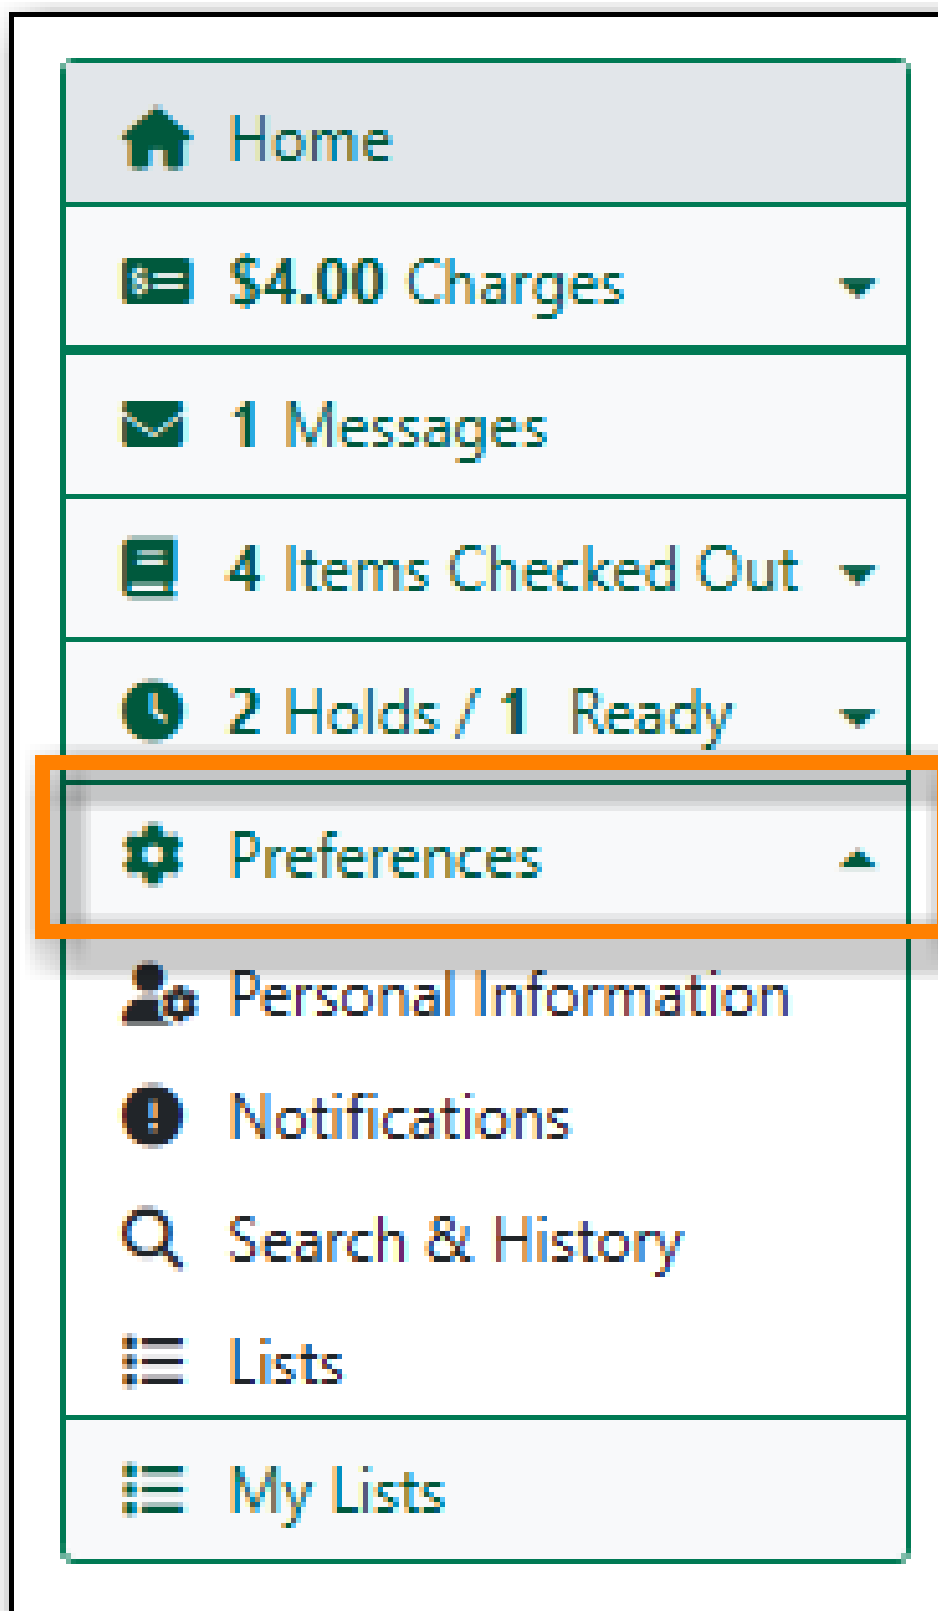 Home
$4.00 Charges
1 Messages
4 Items Checked Out
2 Holds / 1 Ready
Preferences
Personal Information
Notifications
Search & History
Lists
My Lists